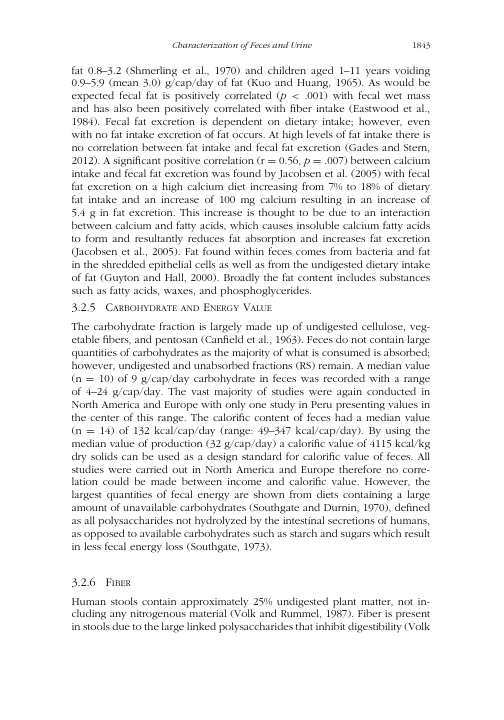 Characterization of Feces and Urine 1843
fat 0.8–3.2 (Shmerling et al., 1970) and children aged 1–11 years voiding
0.9–5.9 (mean 3.0) g/cap/day of fat (Kuo and Huang, 1965). As would be
expected fecal fat is positively correlated (p < .001) with fecal wet mass
and has also been positively correlated with fiber intake (Eastwood et al.,
1984). Fecal fat excretion is dependent on dietary intake; however, even
with no fat intake excretion of fat occurs. At high levels of fat intake there is
no correlation between fat intake and fecal fat excretion (Gades and Stern,
2012). A significant positive correlation (r = 0.56, p = .007) between calcium
intake and fecal fat excretion was found by Jacobsen et al. (2005) with fecal
fat excretion on a high calcium diet increasing from 7% to 18% of dietary
fat intake and an increase of 100 mg calcium resulting in an increase of
5.4 g in fat excretion. This increase is thought to be due to an interaction
between calcium and fatty acids, which causes insoluble calcium fatty acids
to form and resultantly reduces fat absorption and increases fat excretion
(Jacobsen et al., 2005). Fat found within feces comes from bacteria and fat
in the shredded epithelial cells as well as from the undigested dietary intake
of fat (Guyton and Hall, 2000). Broadly the fat content includes substances
such as fatty acids, waxes, and phosphoglycerides.
3.2.5 CARBOHYDRATE AND ENERGY VALUE
The carbohydrate fraction is largely made up of undigested cellulose, veg-
etable fibers, and pentosan (Canfield et al., 1963). Feces do not contain large
quantities of carbohydrates as the majority of what is consumed is absorbed;
however, undigested and unabsorbed fractions (RS) remain. A median value
(n = 10) of 9 g/cap/day carbohydrate in feces was recorded with a range
of 4–24 g/cap/day. The vast majority of studies were again conducted in
North America and Europe with only one study in Peru presenting values in
the center of this range. The calorific content of feces had a median value
(n = 14) of 132 kcal/cap/day (range: 49–347 kcal/cap/day). By using the
median value of production (32 g/cap/day) a calorific value of 4115 kcal/kg
dry solids can be used as a design standard for calorific value of feces. All
studies were carried out in North America and Europe therefore no corre-
lation could be made between income and calorific value. However, the
largest quantities of fecal energy are shown from diets containing a large
amount of unavailable carbohydrates (Southgate and Durnin, 1970), defined
as all polysaccharides not hydrolyzed by the intestinal secretions of humans,
as opposed to available carbohydrates such as starch and sugars which result
in less fecal energy loss (Southgate, 1973).
3.2.6 FIBER
Human stools contain approximately 25% undigested plant matter, not in-
cluding any nitrogenous material (Volk and Rummel, 1987). Fiber is present
in stools due to the large linked polysaccharides that inhibit digestibility (Volk